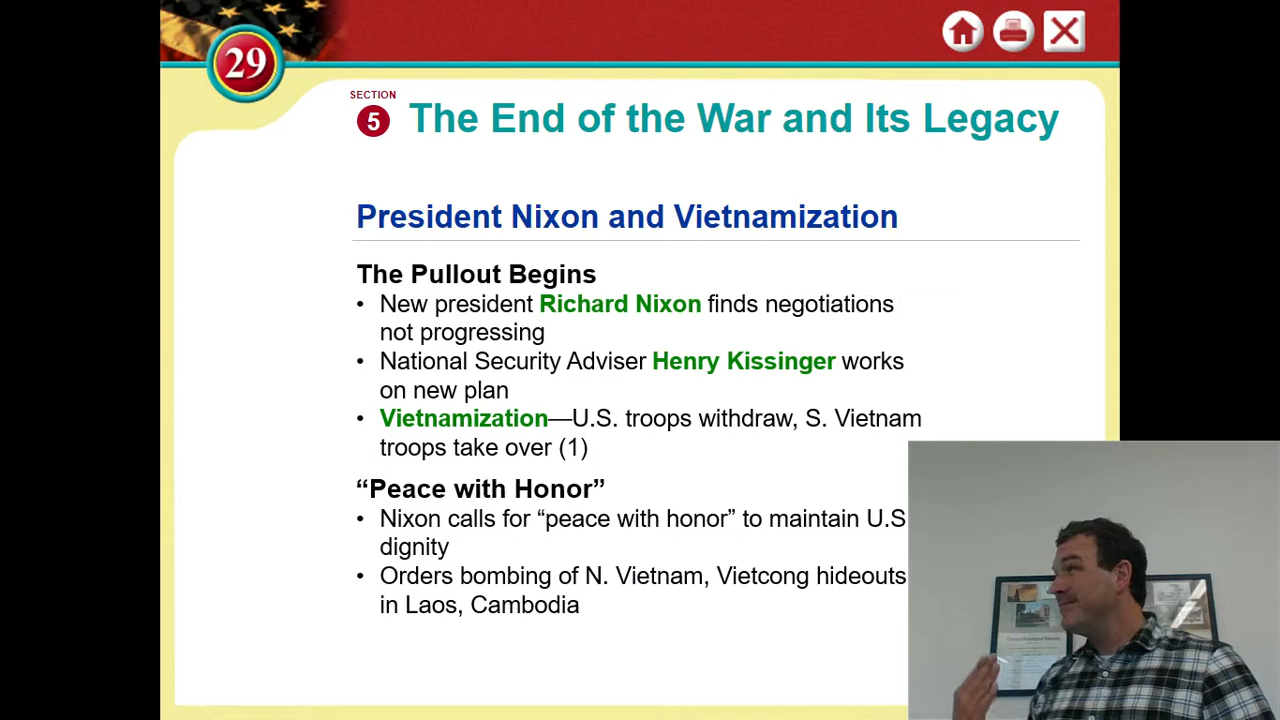 29
SECTION
5
The End of the War and Its Legacy
President Nixon and Vietnamization
The Pullout Begins
• New president Richard Nixon finds negotiations
not progressing
• National Security Adviser Henry Kissinger works
on new plan
• Vietnamization—U.S. troops withdraw, S. Vietnam
troops take over (1)
“Peace with Honor”
• Nixon calls for “peace with honor” to maintain U.S
dignity
• Orders bombing of N. Vietnam, Vietcong hideouts
in Laos, Cambodia